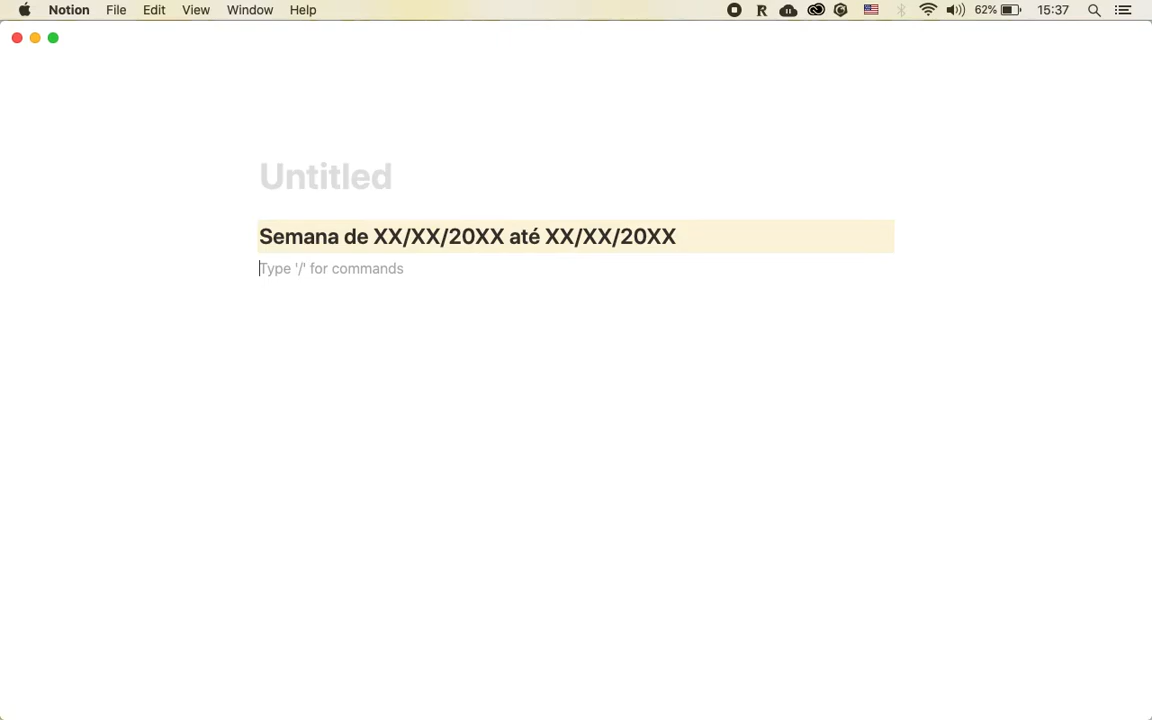 Notion File Edit View Window Help R 62% 15:37
Untitled
Semana de XX/XX/20XX até XX/XX/20XX
Type '/' for commands